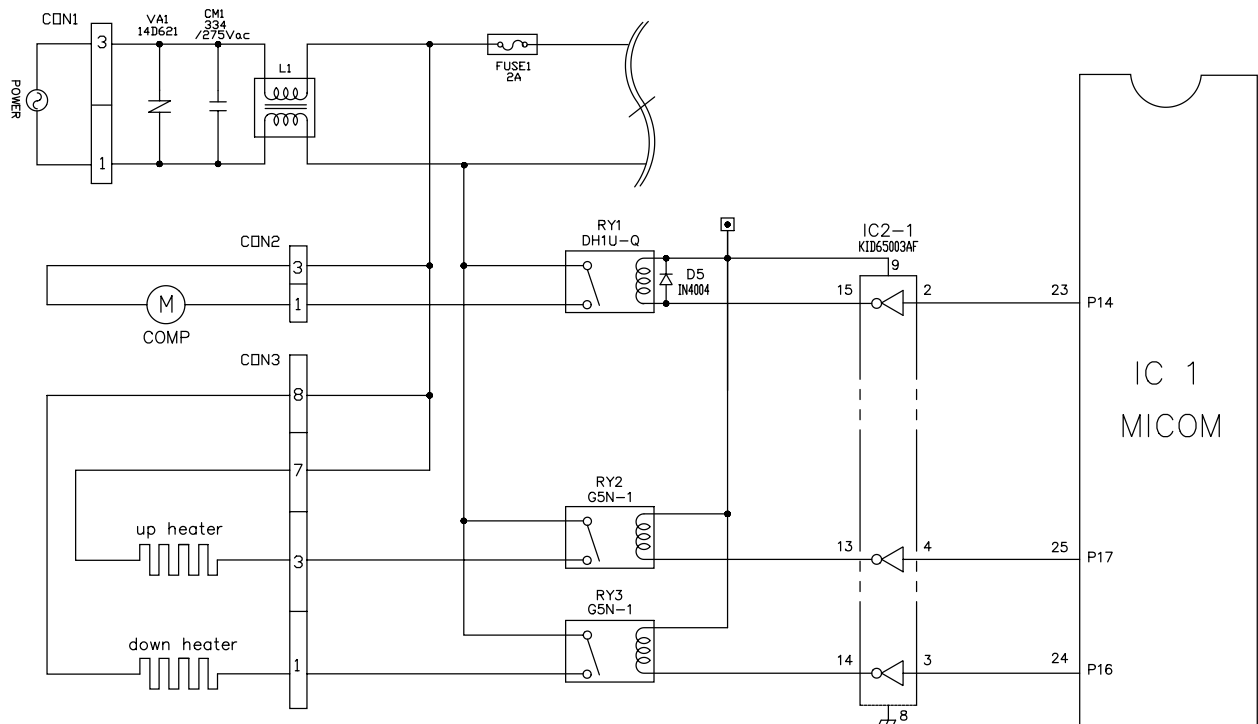 CON1
VA1
14D621
CM1
334
/275Vac
3
POWER
1
L1
FUSE1
2A
CON2
3
1
M
COMP
RY1
DH1U-Q
D5
IN4004
IC2-1
KID65003AF
9
15
2
23
P14
IC 1
MICOM
CON3
8
7
up heater
3
RY2
G5N-1
13
4
25
P17
down heater
1
RY3
G5N-1
14
3
24
P16
8